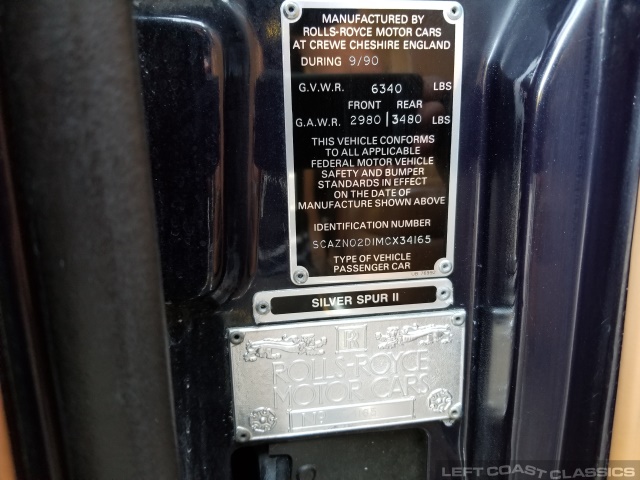 MANUFACTURED BY
ROLLS-ROYCE MOTOR CARS
AT CREWE CHESHIRE ENGLAND
DURING 9/90
G.V.W.R. 6340 LBS
FRONT REAR
G.A.W.R. 2980 3480 LBS
THIS VEHICLE CONFORMS
TO ALL APPLICABLE
FEDERAL MOTOR VEHICLE
SAFETY AND BUMPER
STANDARDS IN EFFECT
ON THE DATE OF
MANUFACTURE SHOWN ABOVE
IDENTIFICATION NUMBER
SCAZN02D1MCX34165
TYPE OF VEHICLE
PASSENGER CAR
SILVER SPUR II
ROLLS-ROYCE
MOTOR CARS
LEFT COAST CLASSICS